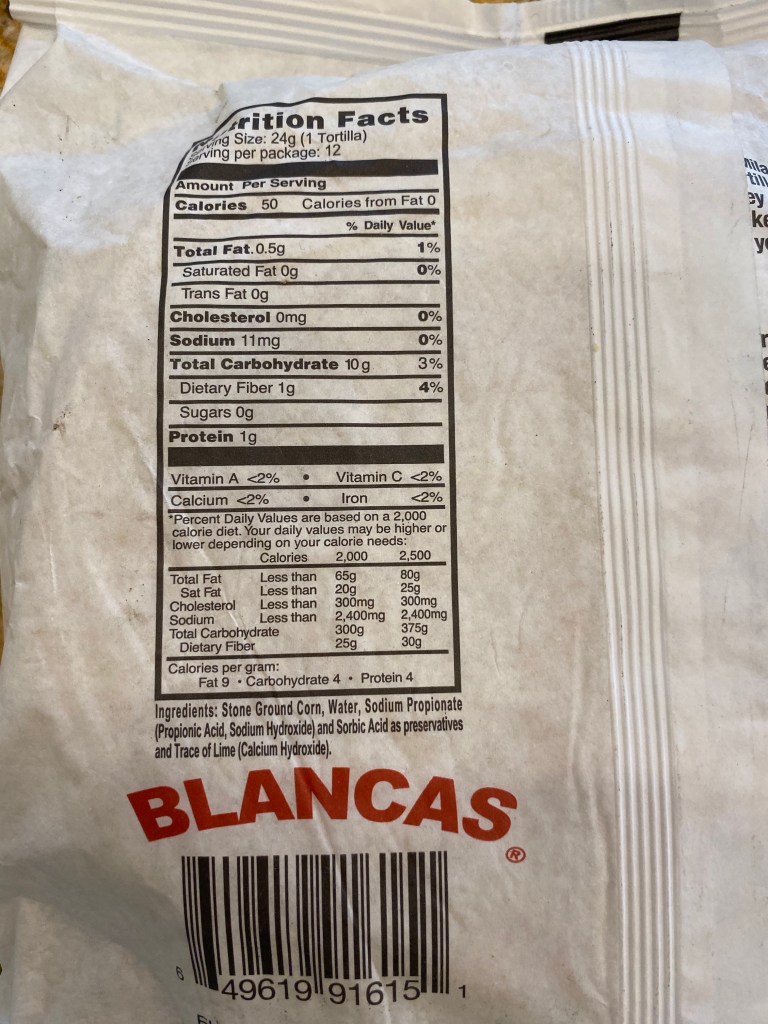 Facts
Size: 24g (1 Tortilla)
per package: 12
Amount Per Serving
Calories 50 Calories from Fat 0
% Daily Value*
Total Fat.0.5g 1%
Saturated Fat 0g 0%
Trans Fat 0g
Cholesterol 0mg 0%
Sodium 11mg 0%
Total Carbohydrate 10g 3%
Dietary Fiber 1g 4%
Sugars 0g
Protein 1g
Vitamin A <2% • Vitamin C <2%
Calcium <2% • Iron <2%
*Percent Daily Values are based on a 2,000
calorie diet. Your daily values may be higher or
lower depending on your calorie needs:
Calories 2,000 2,500
Total Fat Less than 65g 80g
Sat Fat Less than 20g 25g
Cholesterol Less than 300mg 300mg
Sodium Less than 2,400mg 2,400mg
Total Carbohydrate 300g 375g
Dietary Fiber 25g 30g
Calories per gram:
Fat 9 • Carbohydrate 4 • Protein 4
Ingredients: Stone Ground Corn, Water, Sodium Propionate
(Propionic Acid, Sodium Hydroxide) and Sorbic Acid as preservatives
and Trace of Lime (Calcium Hydroxide).
BLANCAS®
6 49619 91615 1